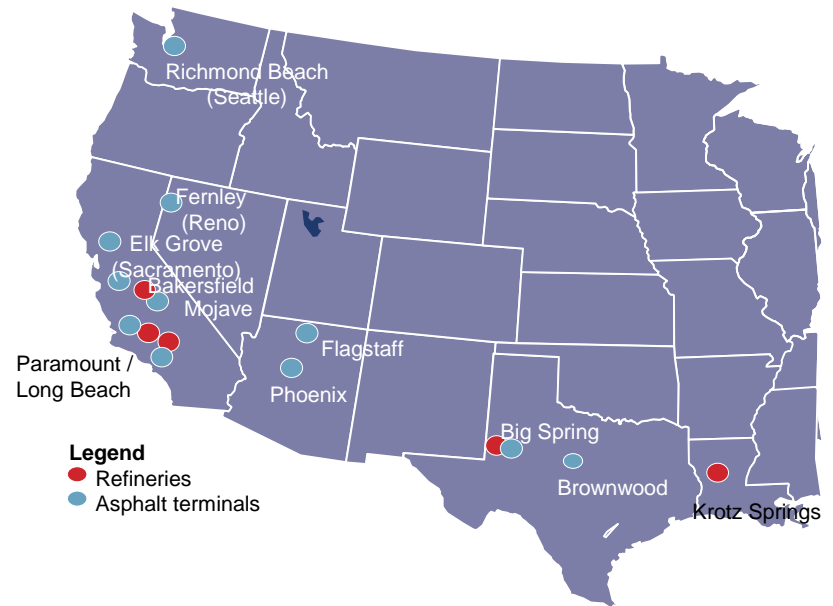 Richmond Beach
(Seattle)
Fernley
(Reno)
Elk Grove
(Sacramento)
Bakersfield
Mojave
Flagstaff
Paramount /
Long Beach
Phoenix
Big Spring
Brownwood
Krotz Springs
Legend
Refineries
Asphalt terminals